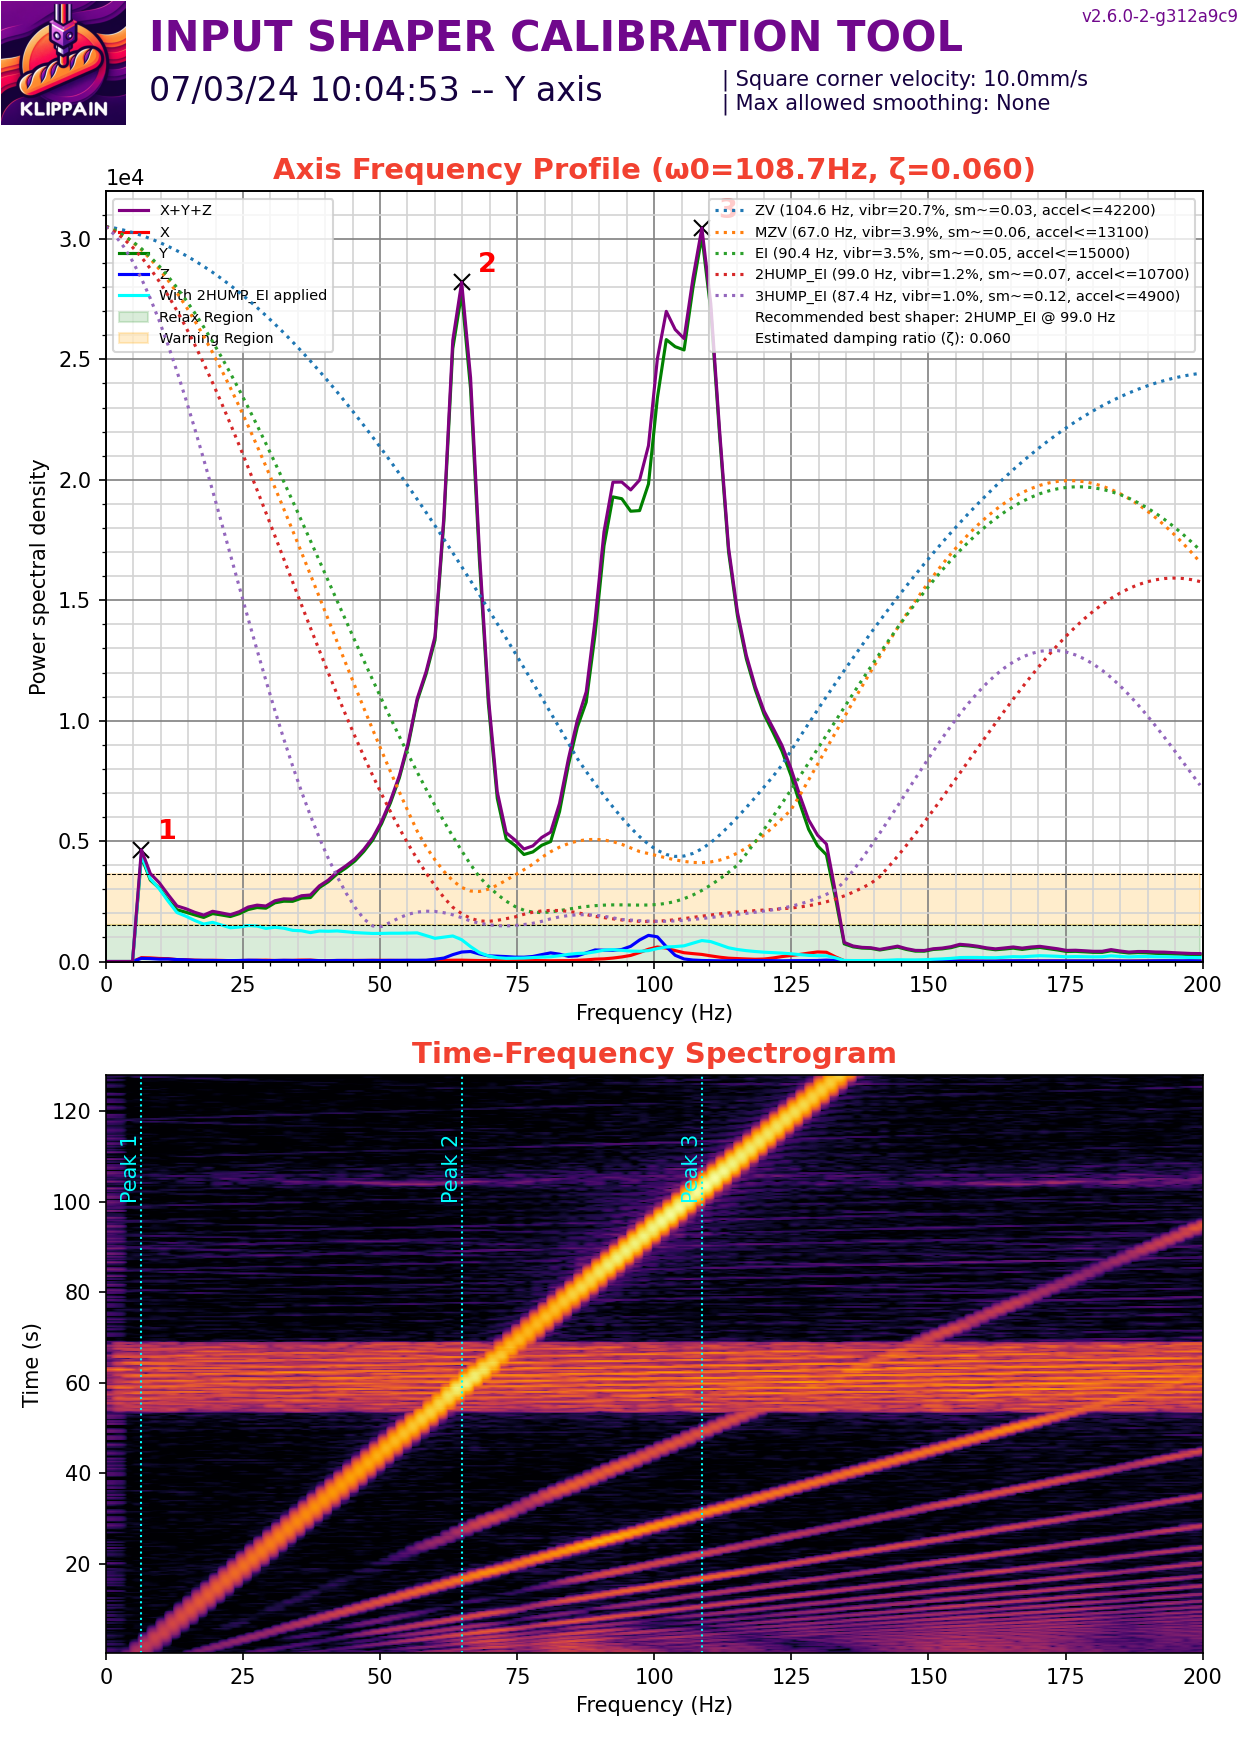 KLIPPAIN
INPUT SHAPER CALIBRATION TOOL
v2.6.0-2-g312a9c9
07/03/24 10:04:53 -- Y axis
| Square corner velocity: 10.0mm/s
| Max allowed smoothing: None
Axis Frequency Profile (ω0=108.7Hz, ζ=0.060)
1e4
X+Y+Z
X
Y
Z
With 2HUMP_EI applied
Relax Region
Warning Region
ZV (104.6 Hz, vibr=20.7%, sm~=0.03, accel<=42200)
MZV (67.0 Hz, vibr=3.9%, sm~=0.06, accel<=13100)
EI (90.4 Hz, vibr=3.5%, sm~=0.05, accel<=15000)
2HUMP_EI (99.0 Hz, vibr=1.2%, sm~=0.07, accel<=10700)
3HUMP_EI (87.4 Hz, vibr=1.0%, sm~=0.12, accel<=4900)
Recommended best shaper: 2HUMP_EI @ 99.0 Hz
Estimated damping ratio (ζ): 0.060
1
2
3
Power spectral density
3.0
2.5
2.0
1.5
1.0
0.5
0.0
0 25 50 75 100 125 150 175 200
Frequency (Hz)
Time-Frequency Spectrogram
Peak 1
Peak 2
Peak 3
Time (s)
120
100
80
60
40
20
0 25 50 75 100 125 150 175 200
Frequency (Hz)